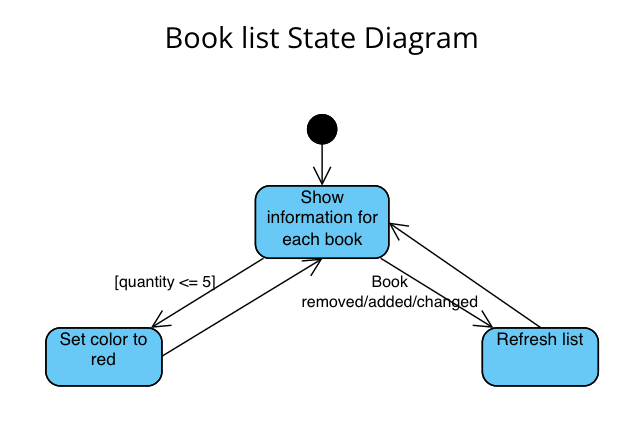 Book list State Diagram
Show
information for
each book
[quantity <= 5]
Book
removed/added/changed
Set color to
red
Refresh list